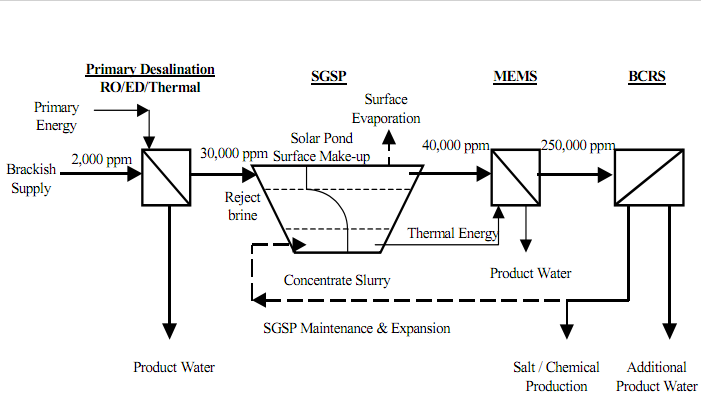 Primary Desalination
RO/ED/Thermal
SGSP
MEMS
BCRS
Primary
Energy
Surface
Evaporation
Solar Pond
Surface Make-up
2,000 ppm
30,000 ppm
40,000 ppm
250,000 ppm
Brackish
Supply
Reject
brine
Thermal Energy
Concentrate Slurry
Product Water
SGSP Maintenance & Expansion
Product Water
Salt / Chemical
Production
Additional
Product Water